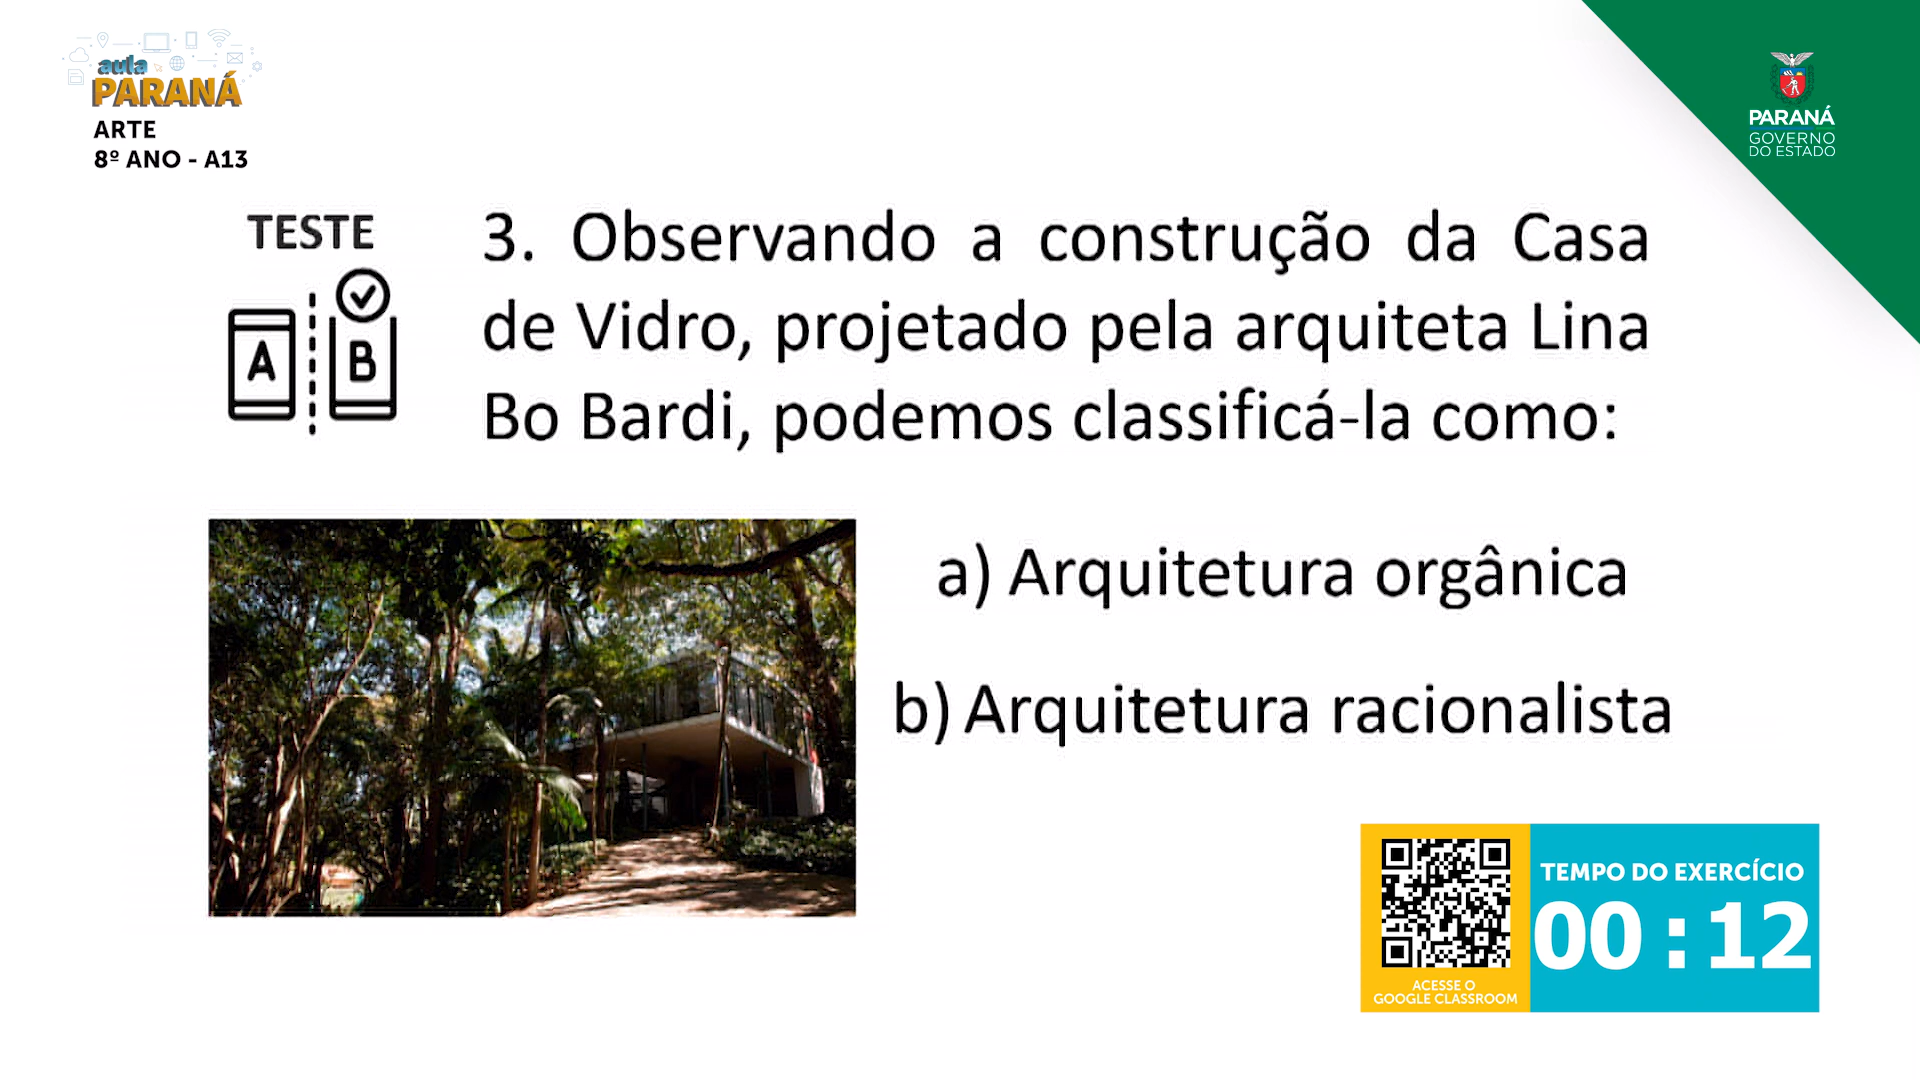 aula
PARANÁ
ARTE
8º ANO - A13
PARANÁ
GOVERNO
DO ESTADO
TESTE
A
B
3. Observando a construção da Casa
de Vidro, projetado pela arquiteta Lina
Bo Bardi, podemos classificá-la como:
a) Arquitetura orgânica
b) Arquitetura racionalista
TEMPO DO EXERCÍCIO
00 : 12
ACESSE O
GOOGLE CLASSROOM